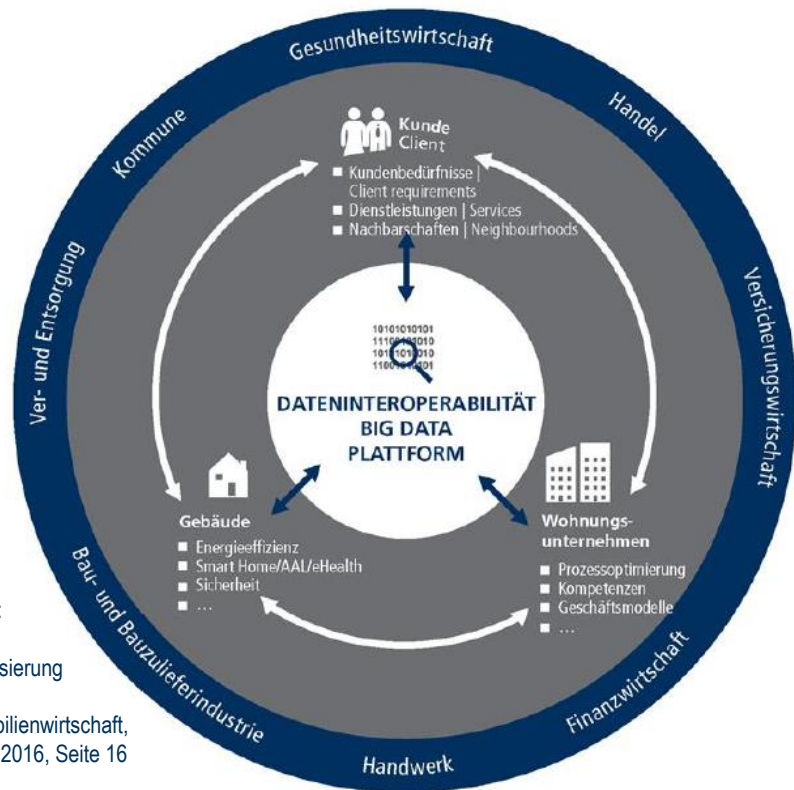 Gesundheitswirtschaft
Handel
Versicherungswirtschaft
Finanzwirtschaft
Handwerk
Bau- und Bauzulieferindustrie
Ver- und Entsorgung
Kommune
Kunde
Client
■ Kundenbedürfnisse |
Client requirements
■ Dienstleistungen | Services
■ Nachbarschaften | Neighbourhoods
10101010101
DATENINTEROPERABILITÄT
BIG DATA
PLATTFORM
Gebäude
■ Energieeffizienz
■ Smart Home/AAL/eHealth
■ Sicherheit
■ ...
Wohnungs-
unternehmen
■ Prozessoptimierung
■ Kompetenzen
■ Geschäftsmodelle
■ ...
:
sierung
bilienwirtschaft,
2016, Seite 16